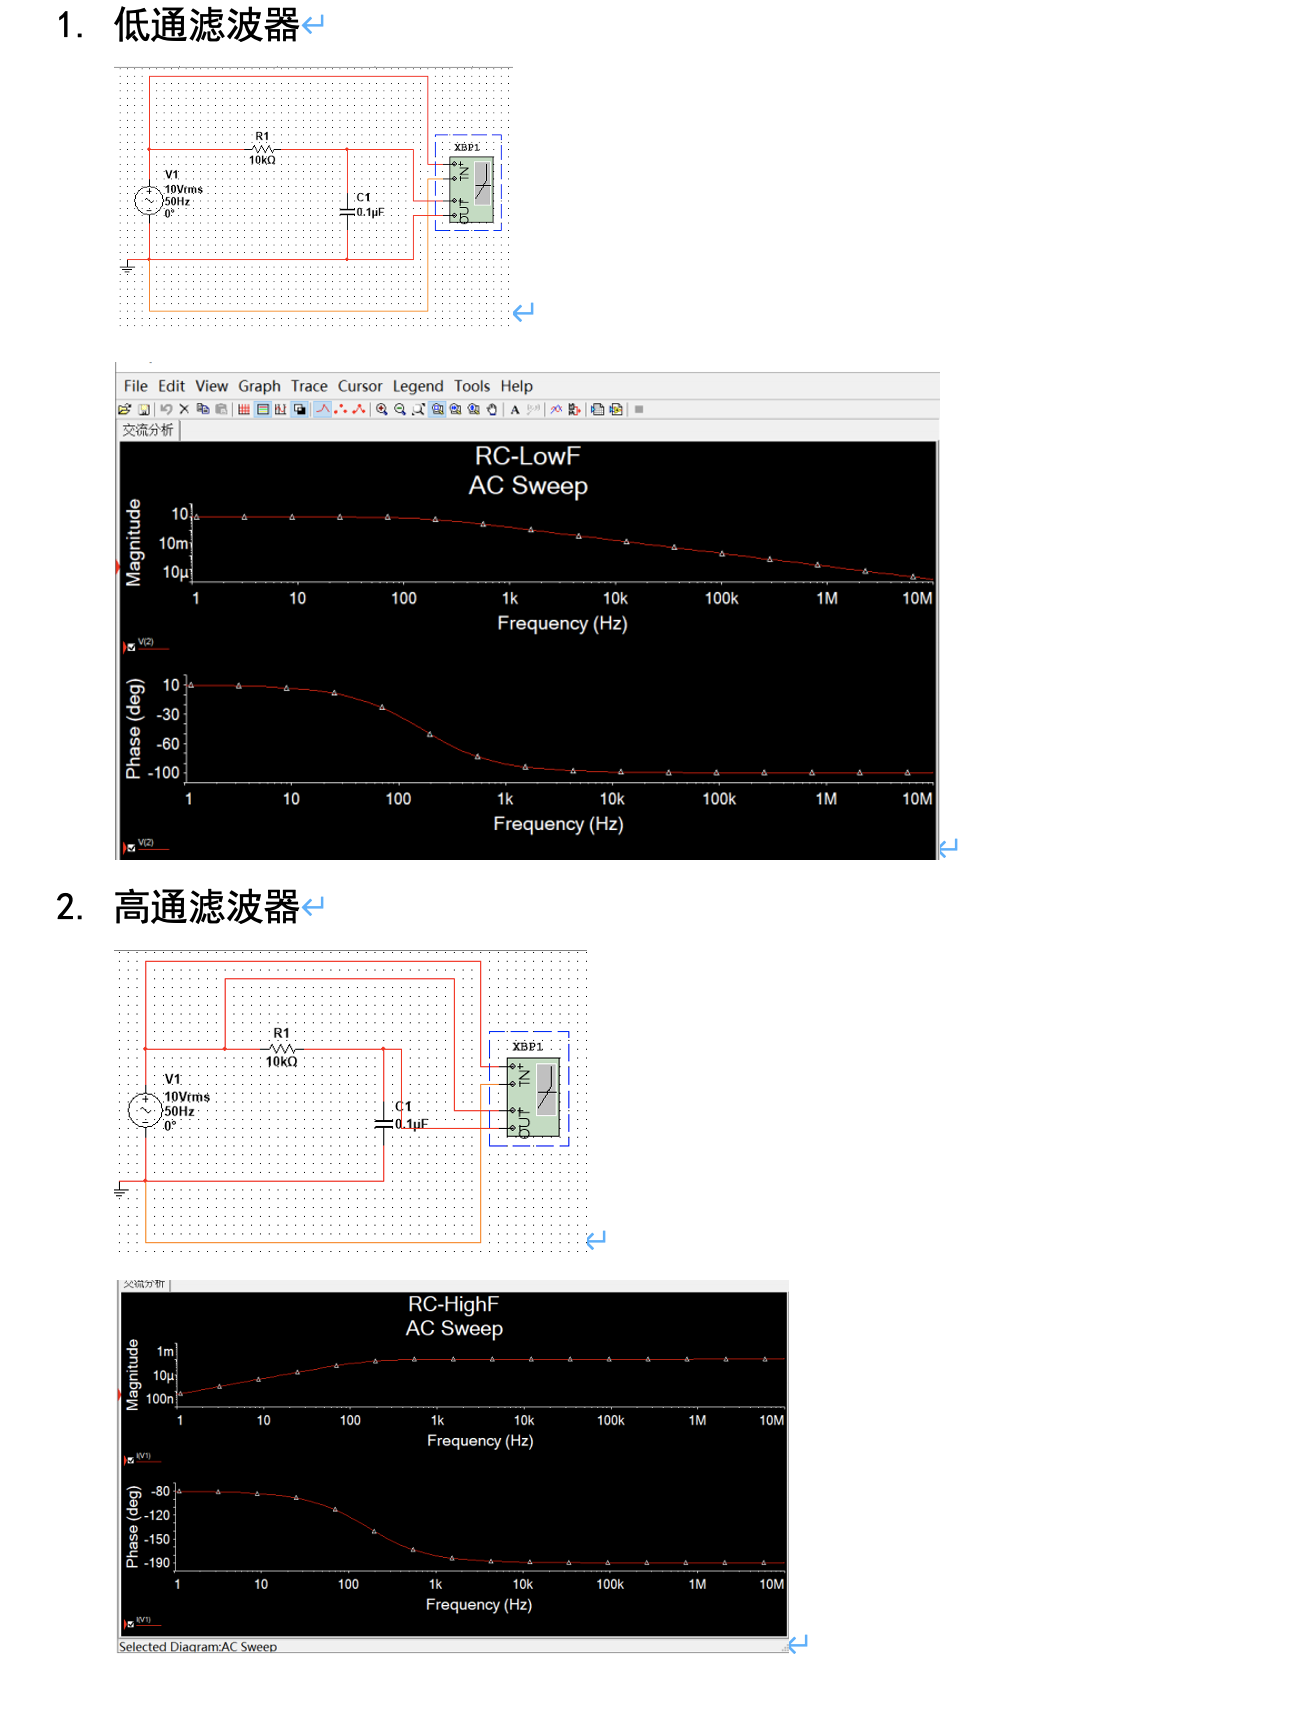 1. 低通滤波器
R1
10kΩ
V1
10Vrms
50Hz
0°
C1
0.1µF
XBP1
IN
OUT
File Edit View Graph Trace Cursor Legend Tools Help
交流分析
RC-LowF
AC Sweep
Magnitude
10
10m
10µ
1 10 100 1k 10k 100k 1M 10M
Frequency (Hz)
V(2)
Phase (deg)
10
-30
-60
-100
1 10 100 1k 10k 100k 1M 10M
Frequency (Hz)
V(2)
2. 高通滤波器
R1
10kΩ
V1
10Vrms
50Hz
0°
C1
0.1µF
XBP1
IN
OUT
交流分析
RC-HighF
AC Sweep
Magnitude
1m
10µ
100n
1 10 100 1k 10k 100k 1M 10M
Frequency (Hz)
I(V1)
Phase (deg)
-80
-120
-150
-190
1 10 100 1k 10k 100k 1M 10M
Frequency (Hz)
I(V1)
Selected Diagram:AC Sweep